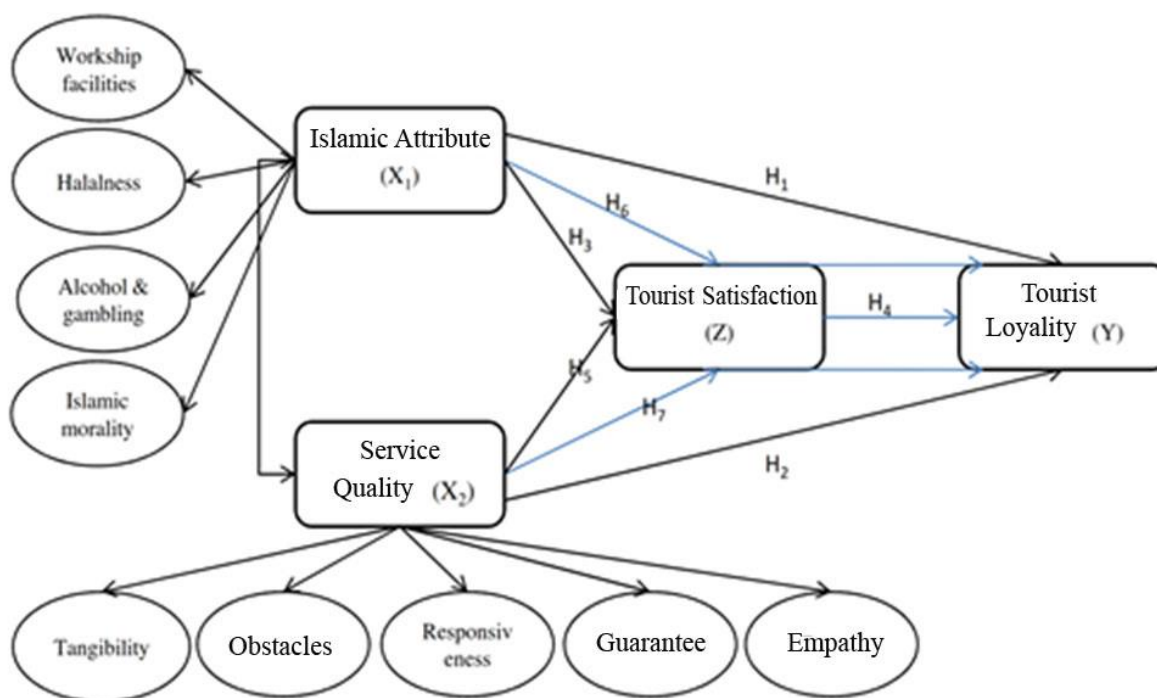 Workship
facilities
Halalness
Alcohol &
gambling
Islamic
morality
Islamic Attribute
(X₁)
H₁
H₆
H₃
Tourist Satisfaction
(Z)
H₄
Tourist
Loyality (Y)
H₅
H₇
H₂
Service
Quality (X₂)
Tangibility
Obstacles
Responsiv
eness
Guarantee
Empathy